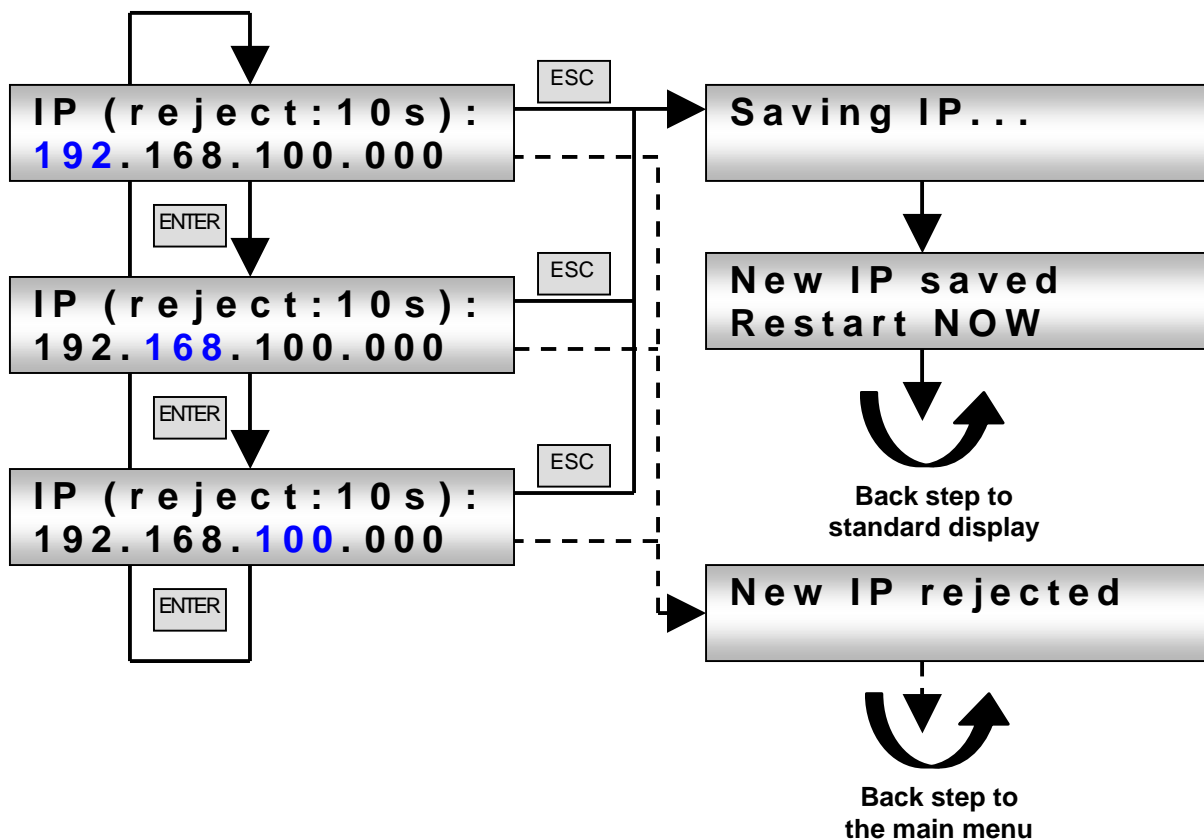 IP (reject:10s):
192.168.100.000
ENTER
IP (reject:10s):
192.168.100.000
ENTER
IP (reject:10s):
192.168.100.000
ENTER
ESC
ESC
ESC
Saving IP...
New IP saved
Restart NOW
Back step to
standard display
New IP rejected
Back step to
the main menu